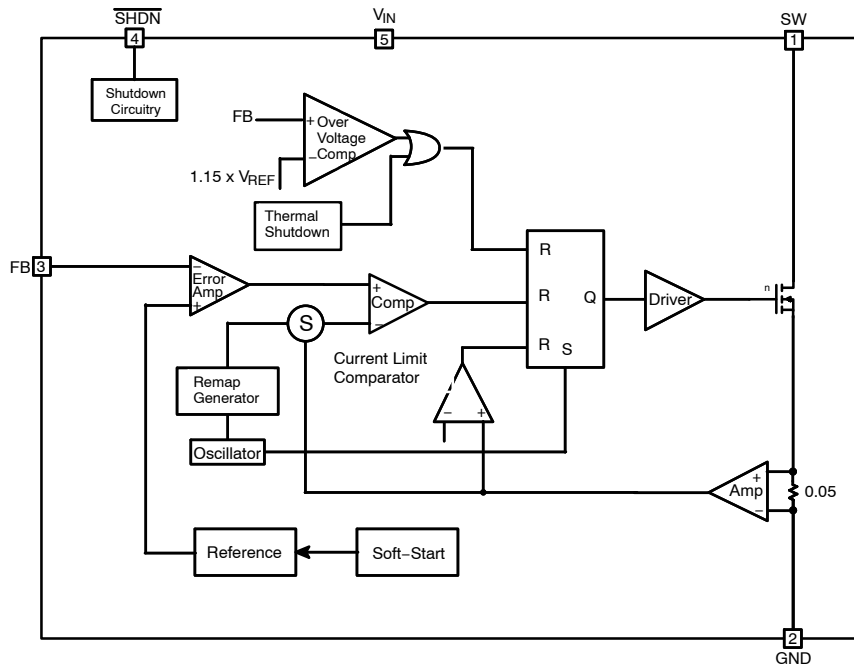 SHDN
VIN
SW
4
5
1
Shutdown
Circuitry
FB
+ Over
Voltage
− Comp
1.15 x VREF
Thermal
Shutdown
FB 3
−
Error
Amp
+
+
Comp
−
S
R
R
Q
R
S
Driver
n
Current Limit
Comparator
− +
Remap
Generator
Oscillator
+
Amp
−
0.05
Reference
Soft−Start
2
GND